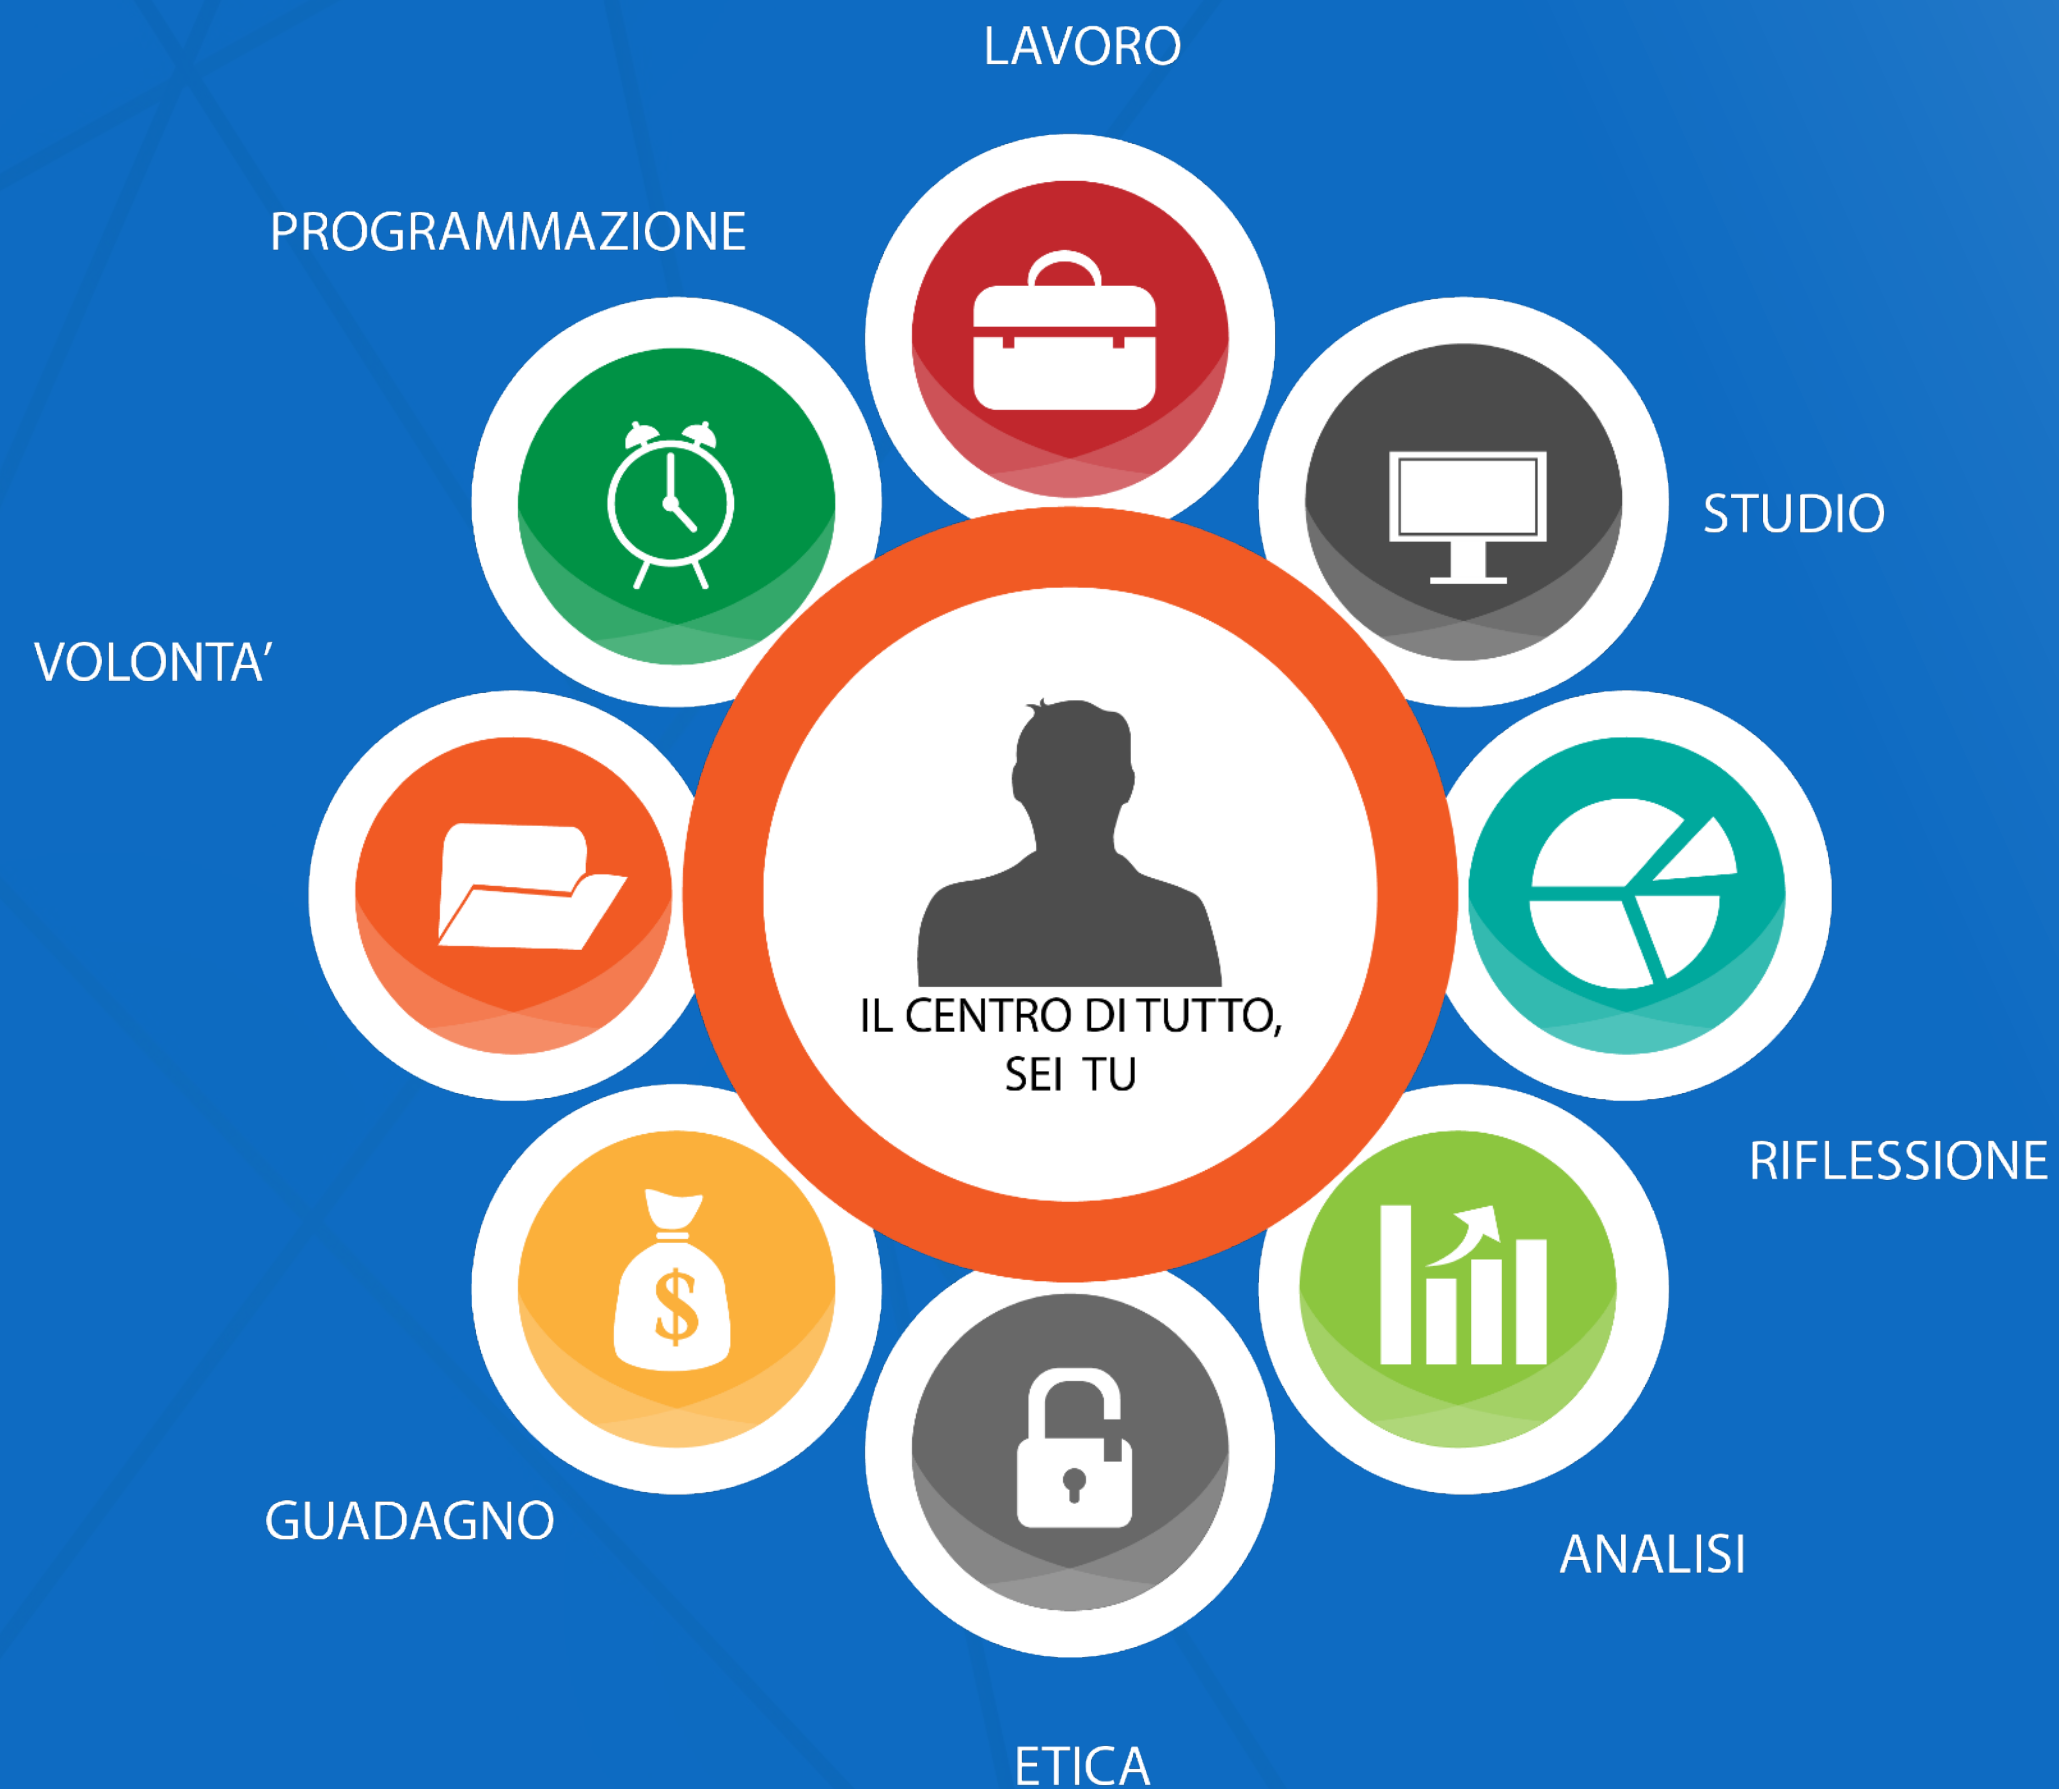 LAVORO
PROGRAMMAZIONE
STUDIO
VOLONTA’
IL CENTRO DI TUTTO,
SEI TU
RIFLESSIONE
$
GUADAGNO
ANALISI
ETICA